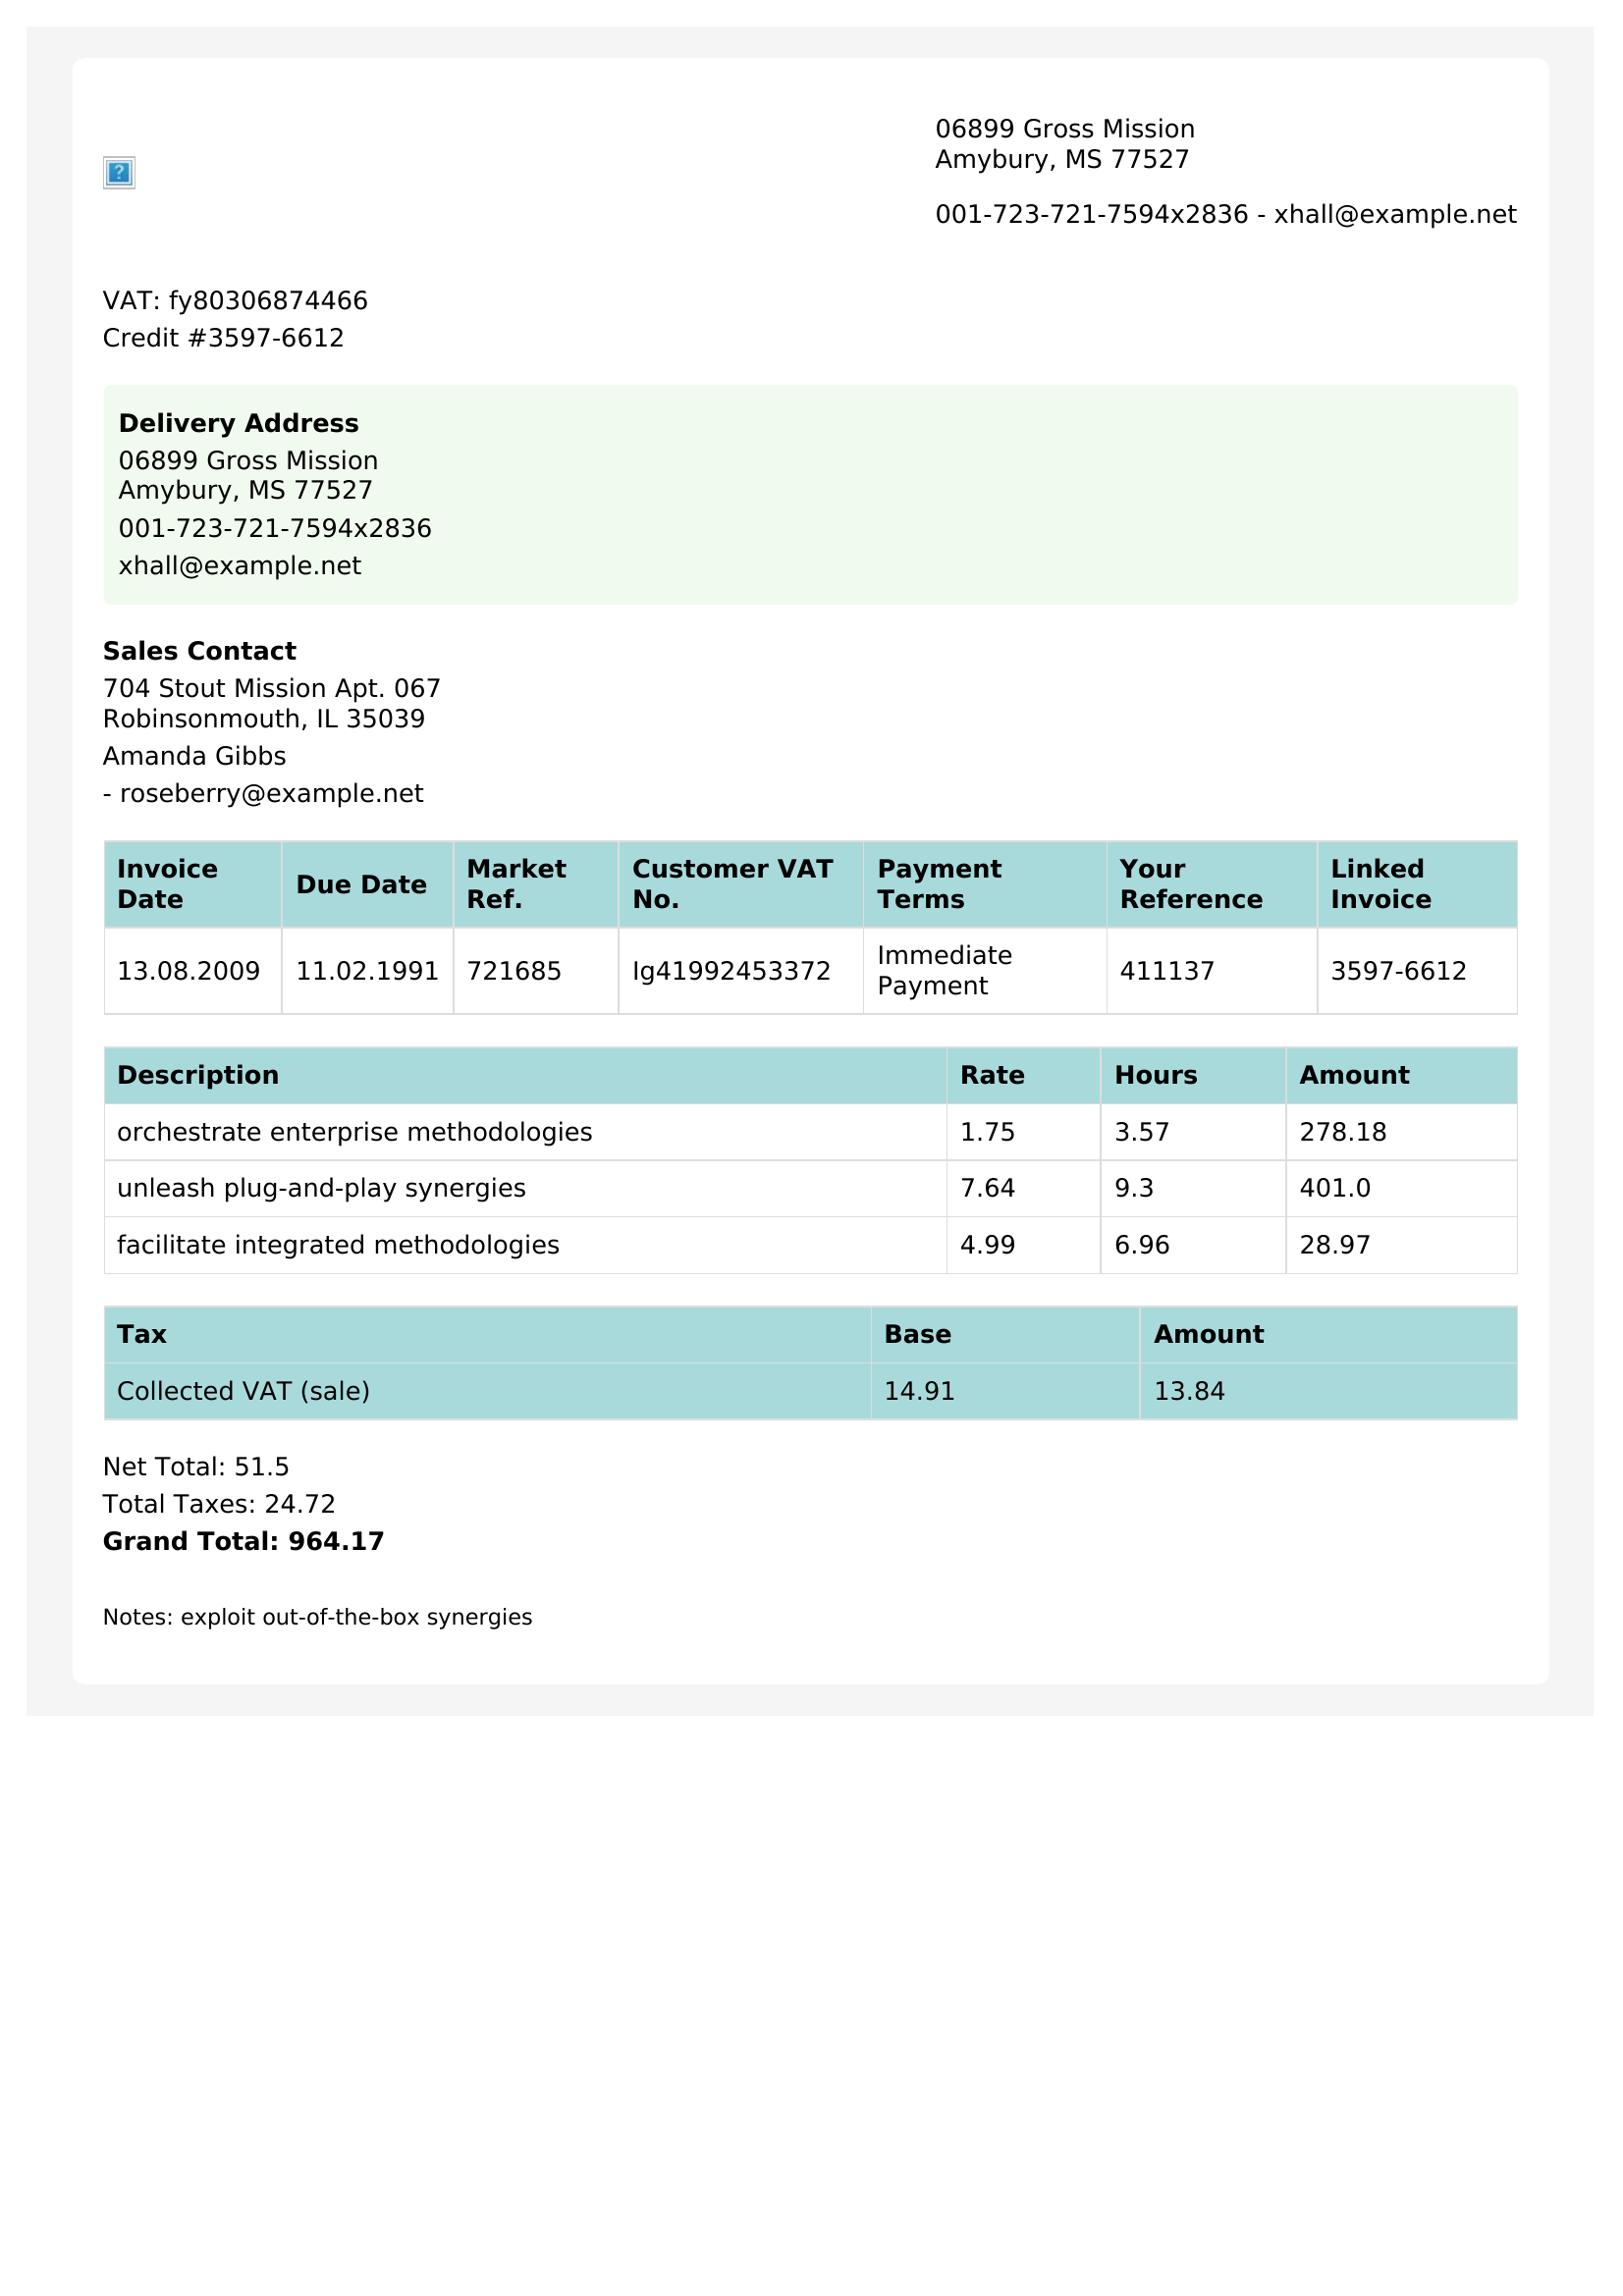 06899 Gross Mission
Amybury, MS 77527
001-723-721-7594x2836 - xhall@example.net
VAT: fy80306874466
Credit #3597-6612
Delivery Address
06899 Gross Mission
Amybury, MS 77527
001-723-721-7594x2836
xhall@example.net
Sales Contact
704 Stout Mission Apt. 067
Robinsonmouth, IL 35039
Amanda Gibbs
- roseberry@example.net
Invoice Date Due Date Market Ref. Customer VAT No. Payment Terms Your Reference Linked Invoice
13.08.2009 11.02.1991 721685 Ig41992453372 Immediate Payment 411137 3597-6612
Description Rate Hours Amount
orchestrate enterprise methodologies 1.75 3.57 278.18
unleash plug-and-play synergies 7.64 9.3 401.0
facilitate integrated methodologies 4.99 6.96 28.97
Tax Base Amount
Collected VAT (sale) 14.91 13.84
Net Total: 51.5
Total Taxes: 24.72
Grand Total: 964.17
Notes: exploit out-of-the-box synergies